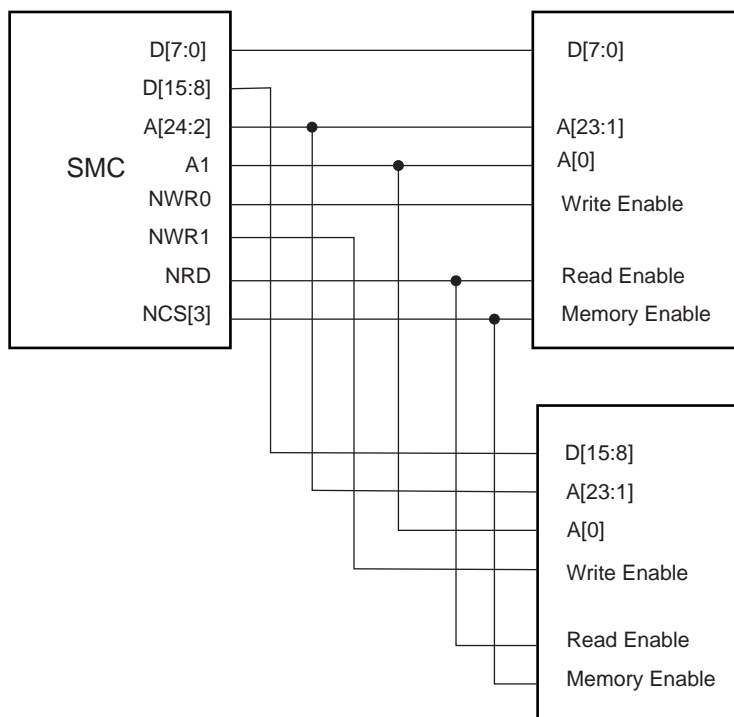 SMC
D[7:0]
D[15:8]
A[24:2]
A1
NWR0
NWR1
NRD
NCS[3]
D[7:0]
A[23:1]
A[0]
Write Enable
Read Enable
Memory Enable
D[15:8]
A[23:1]
A[0]
Write Enable
Read Enable
Memory Enable